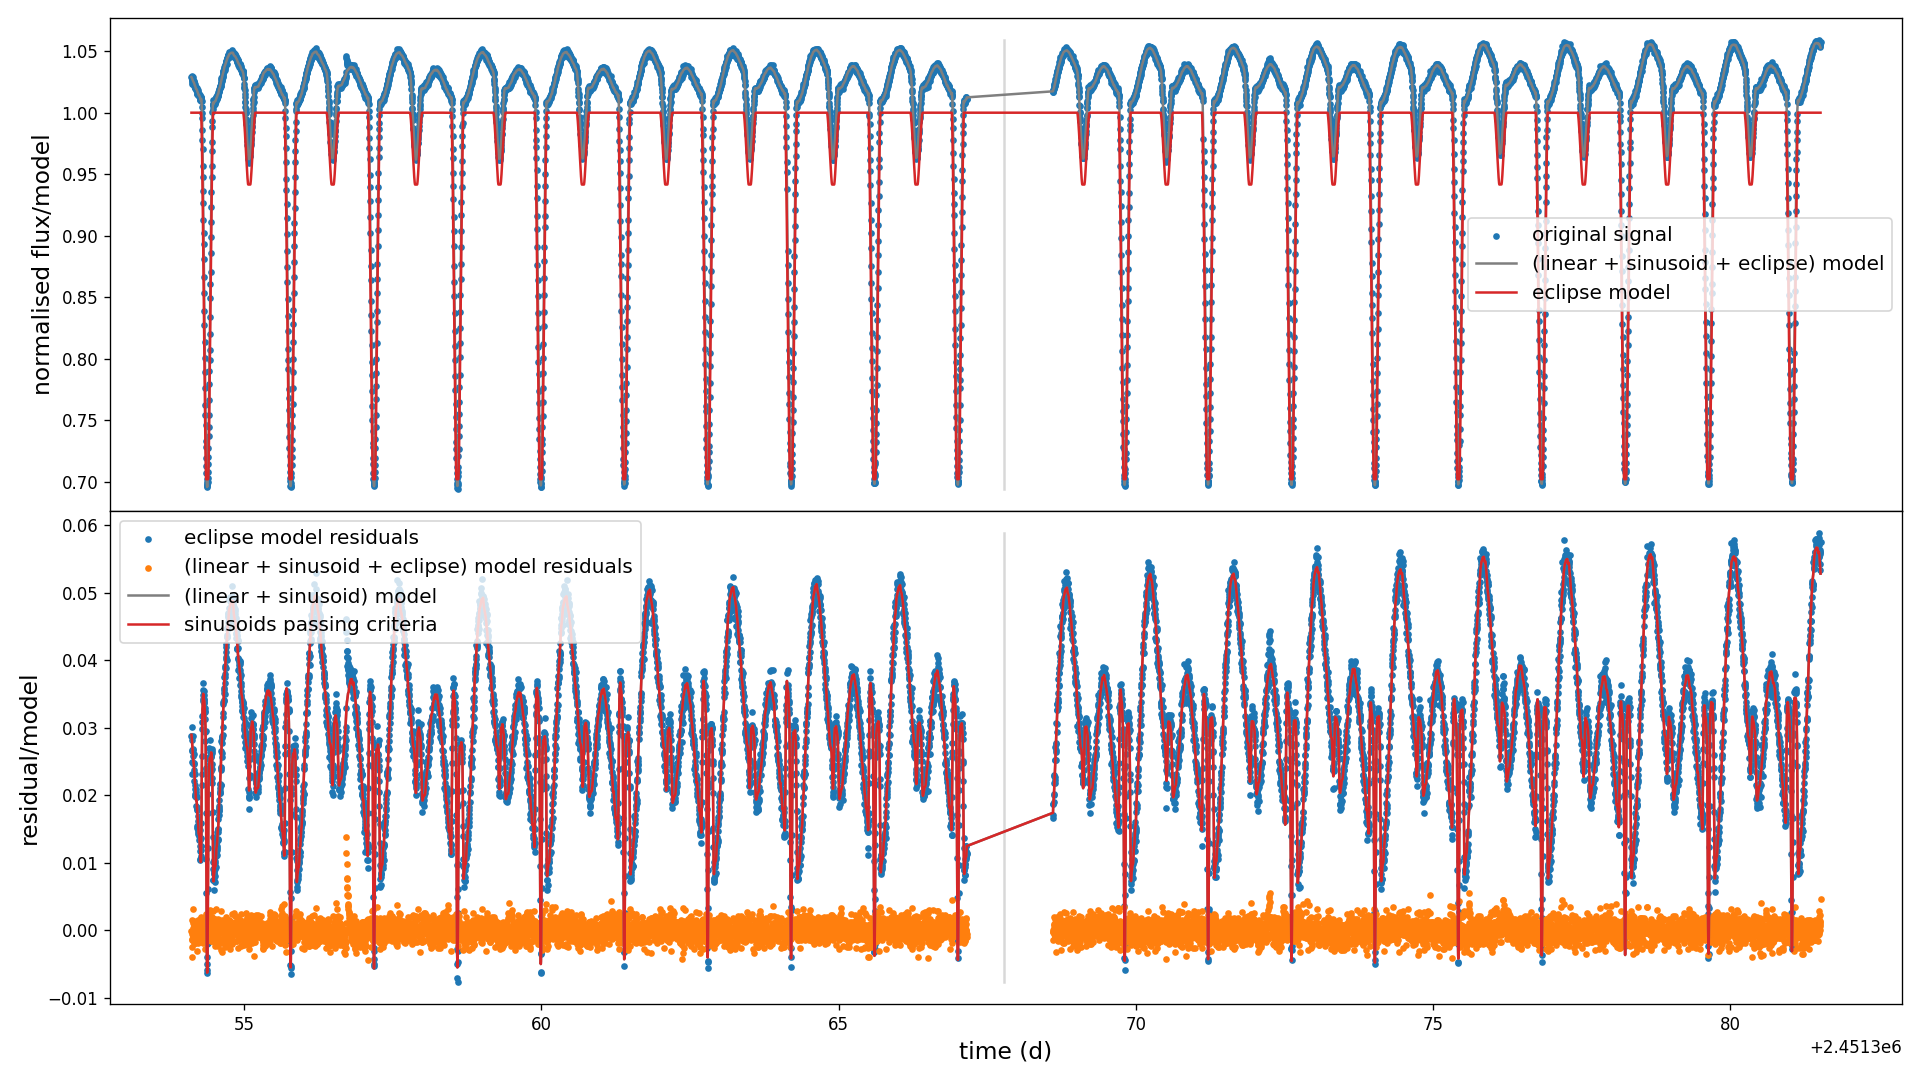 normalised flux/model
1.05
1.00
0.95
0.90
0.85
0.80
0.75
0.70
original signal
(linear + sinusoid + eclipse) model
eclipse model
residual/model
0.06
0.05
0.04
0.03
0.02
0.01
0.00
−0.01
eclipse model residuals
(linear + sinusoid + eclipse) model residuals
(linear + sinusoid) model
sinusoids passing criteria
55 60 65 70 75 80
time (d)
+2.4513e6